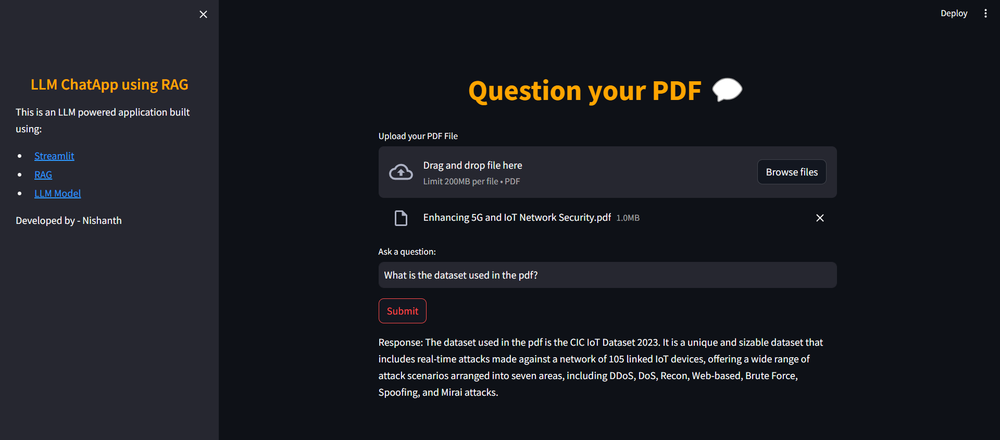 LLM ChatApp using RAG
This is an LLM powered application built
using:
Streamlit
RAG
LLM Model
Developed by - Nishanth
Deploy
Question your PDF
Upload your PDF File
Drag and drop file here
Limit 200MB per file • PDF
Browse files
Enhancing 5G and IoT Network Security.pdf 1.0MB
Ask a question:
What is the dataset used in the pdf?
Submit
Response: The dataset used in the pdf is the CIC IoT Dataset 2023. It is a unique and sizable dataset that
includes real-time attacks made against a network of 105 linked IoT devices, offering a wide range of
attack scenarios arranged into seven areas, including DDoS, DoS, Recon, Web-based, Brute Force,
Spoofing, and Mirai attacks.